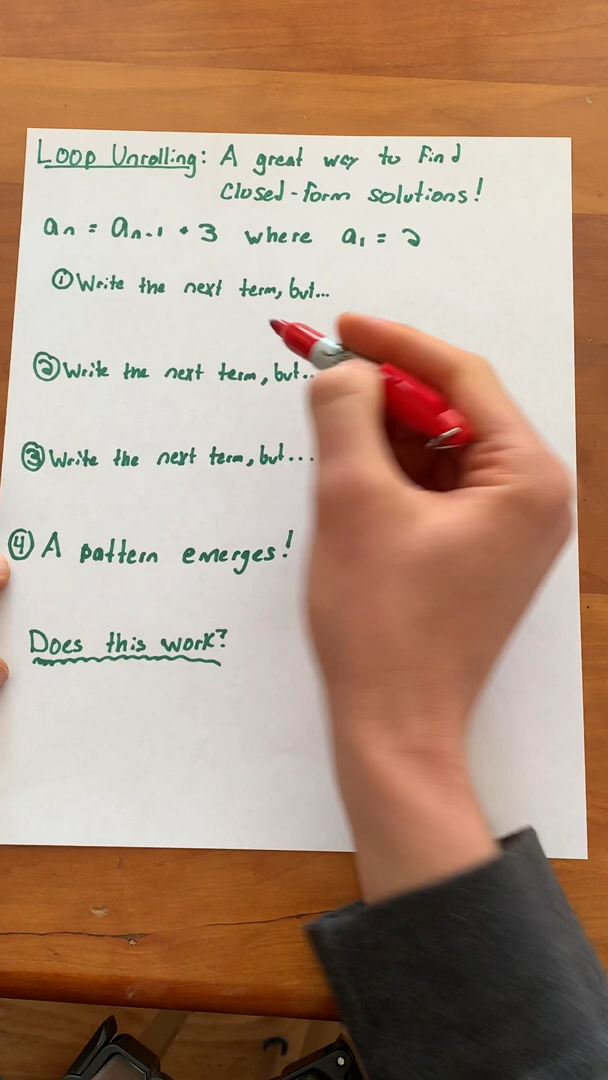 Loop Unrolling: A great way to find
closed-form solutions!
an = an-1 + 3 where a1 = 2
① Write the next term, but...
② Write the next term, but..
③ Write the next term, but...
④ A pattern emerges!
Does this work?